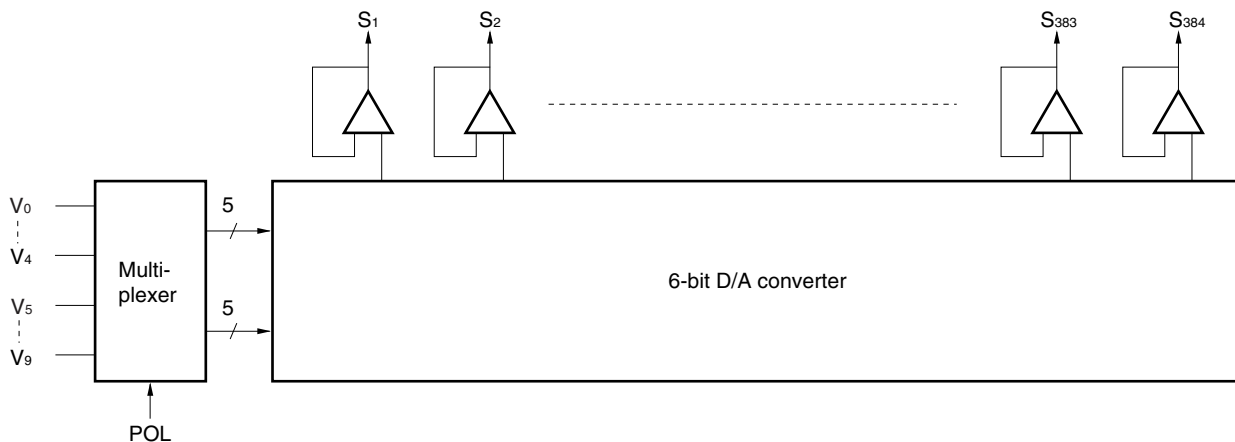 S1 S2 S383 S384
V0
V4
V5
V9
Multi-
plexer
POL
5
5
6-bit D/A converter